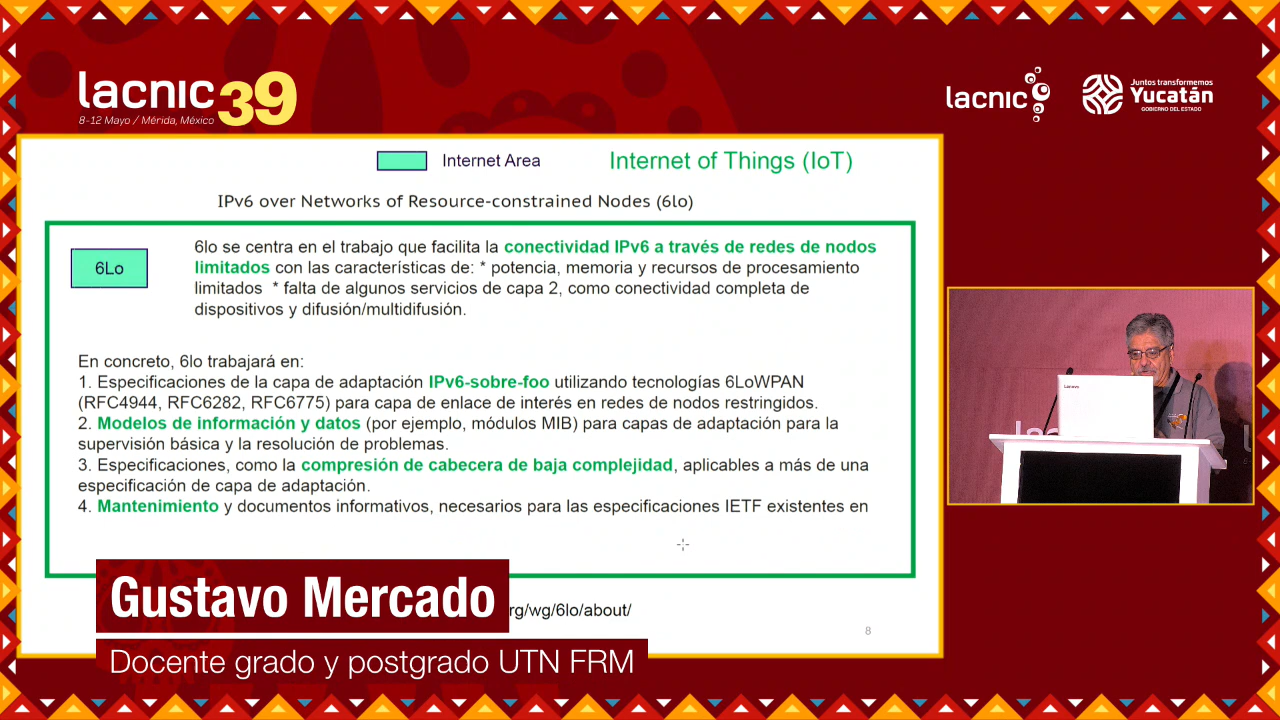 lacnic 39
8-12 Mayo / Mérida, México
lacnic
Juntos transformemos
Yucatán
GOBIERNO DEL ESTADO
Internet Area
Internet of Things (IoT)
IPv6 over Networks of Resource-constrained Nodes (6lo)
6Lo
6lo se centra en el trabajo que facilita la conectividad IPv6 a través de redes de nodos
limitados con las características de: * potencia, memoria y recursos de procesamiento
limitados * falta de algunos servicios de capa 2, como conectividad completa de
dispositivos y difusión/multidifusión.
En concreto, 6lo trabajará en:
1. Especificaciones de la capa de adaptación IPv6-sobre-foo utilizando tecnologías 6LoWPAN
(RFC4944, RFC6282, RFC6775) para capa de enlace de interés en redes de nodos restringidos.
2. Modelos de información y datos (por ejemplo, módulos MIB) para capas de adaptación para la
supervisión básica y la resolución de problemas.
3. Especificaciones, como la compresión de cabecera de baja complejidad, aplicables a más de una
especificación de capa de adaptación.
4. Mantenimiento y documentos informativos, necesarios para las especificaciones IETF existentes en
rg/wg/6lo/about/
8
Gustavo Mercado
Docente grado y postgrado UTN FRM
Lenovo